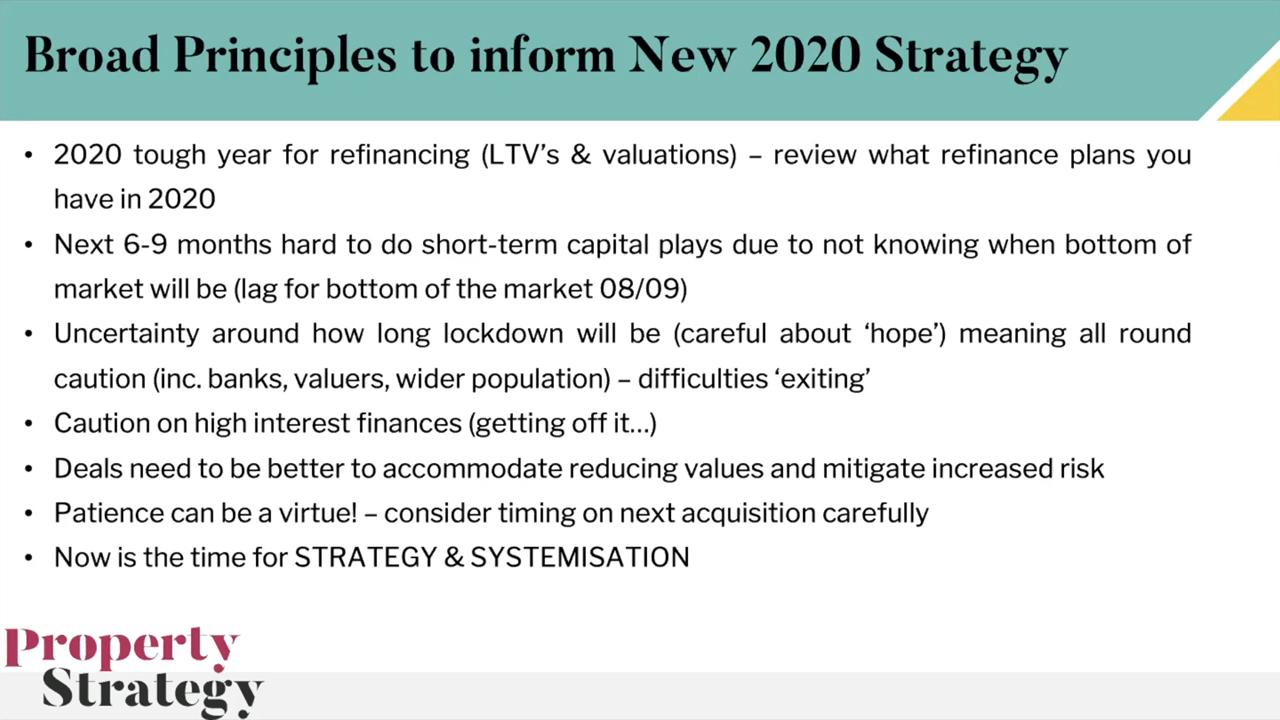 Broad Principles to inform New 2020 Strategy
• 2020 tough year for refinancing (LTV’s & valuations) – review what refinance plans you
have in 2020
• Next 6-9 months hard to do short-term capital plays due to not knowing when bottom of
market will be (lag for bottom of the market 08/09)
• Uncertainty around how long lockdown will be (careful about ‘hope’) meaning all round
caution (inc. banks, valuers, wider population) – difficulties ‘exiting’
• Caution on high interest finances (getting off it...)
• Deals need to be better to accommodate reducing values and mitigate increased risk
• Patience can be a virtue! – consider timing on next acquisition carefully
• Now is the time for STRATEGY & SYSTEMISATION
Property
Strategy